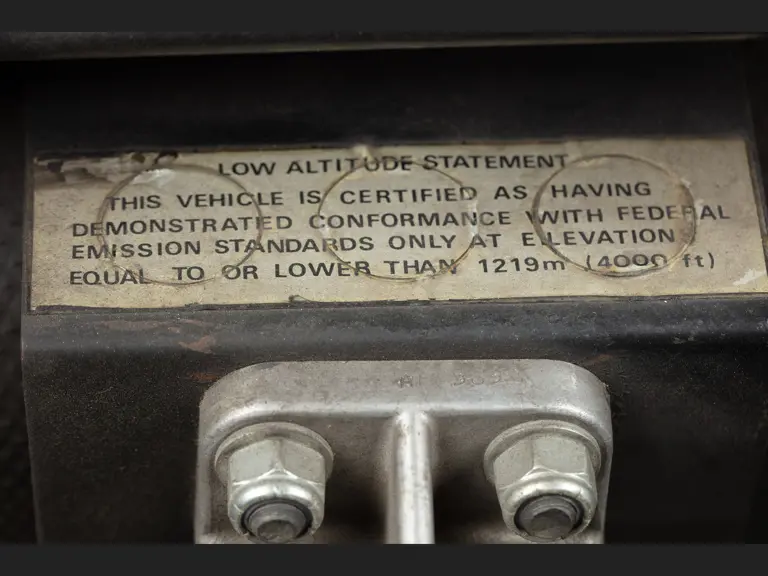 LOW ALTITUDE STATEMENT
THIS VEHICLE IS CERTIFIED AS HAVING
DEMONSTRATED CONFORMANCE WITH FEDERAL
EMISSION STANDARDS ONLY AT ELEVATION
EQUAL TO OR LOWER THAN 1219m (4000 ft)